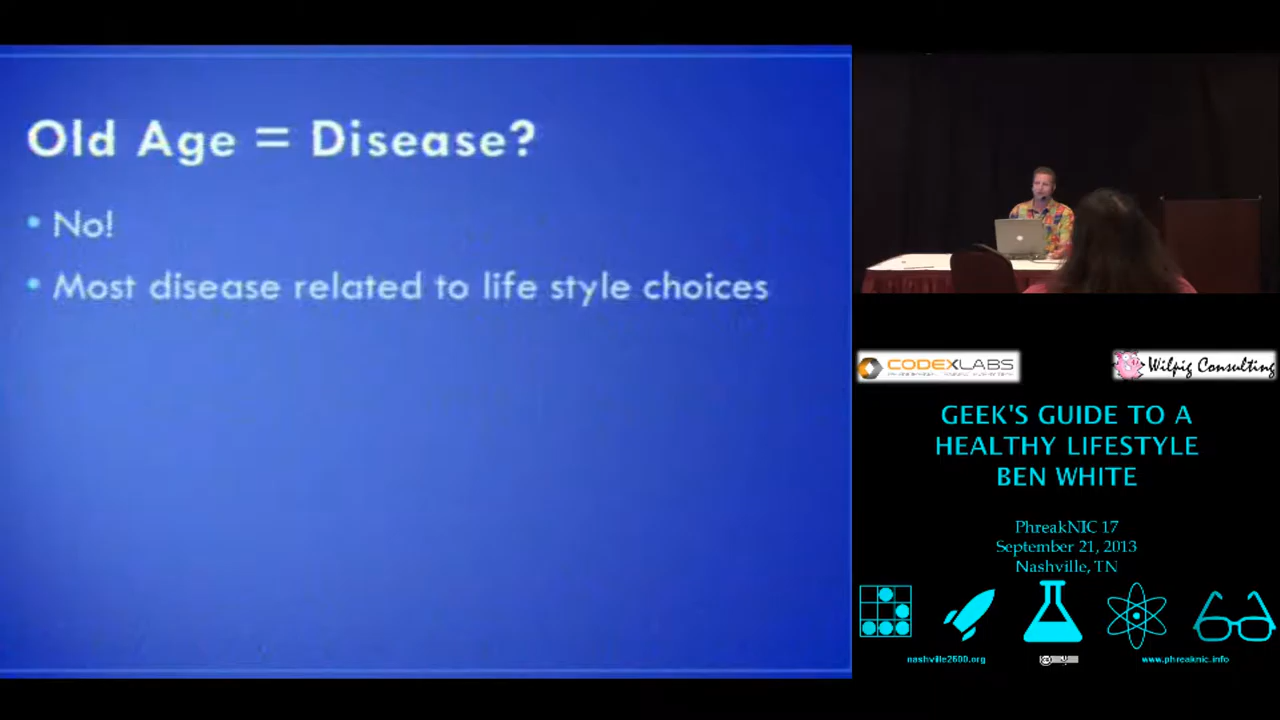 Old Age = Disease?
• No!
• Most disease related to life style choices
CODEXLABS
Wilpig Consulting
GEEK'S GUIDE TO A
HEALTHY LIFESTYLE
BEN WHITE
PhreakNIC 17
September 21, 2013
Nashville, TN
nashville2600.org
www.phreaknic.info